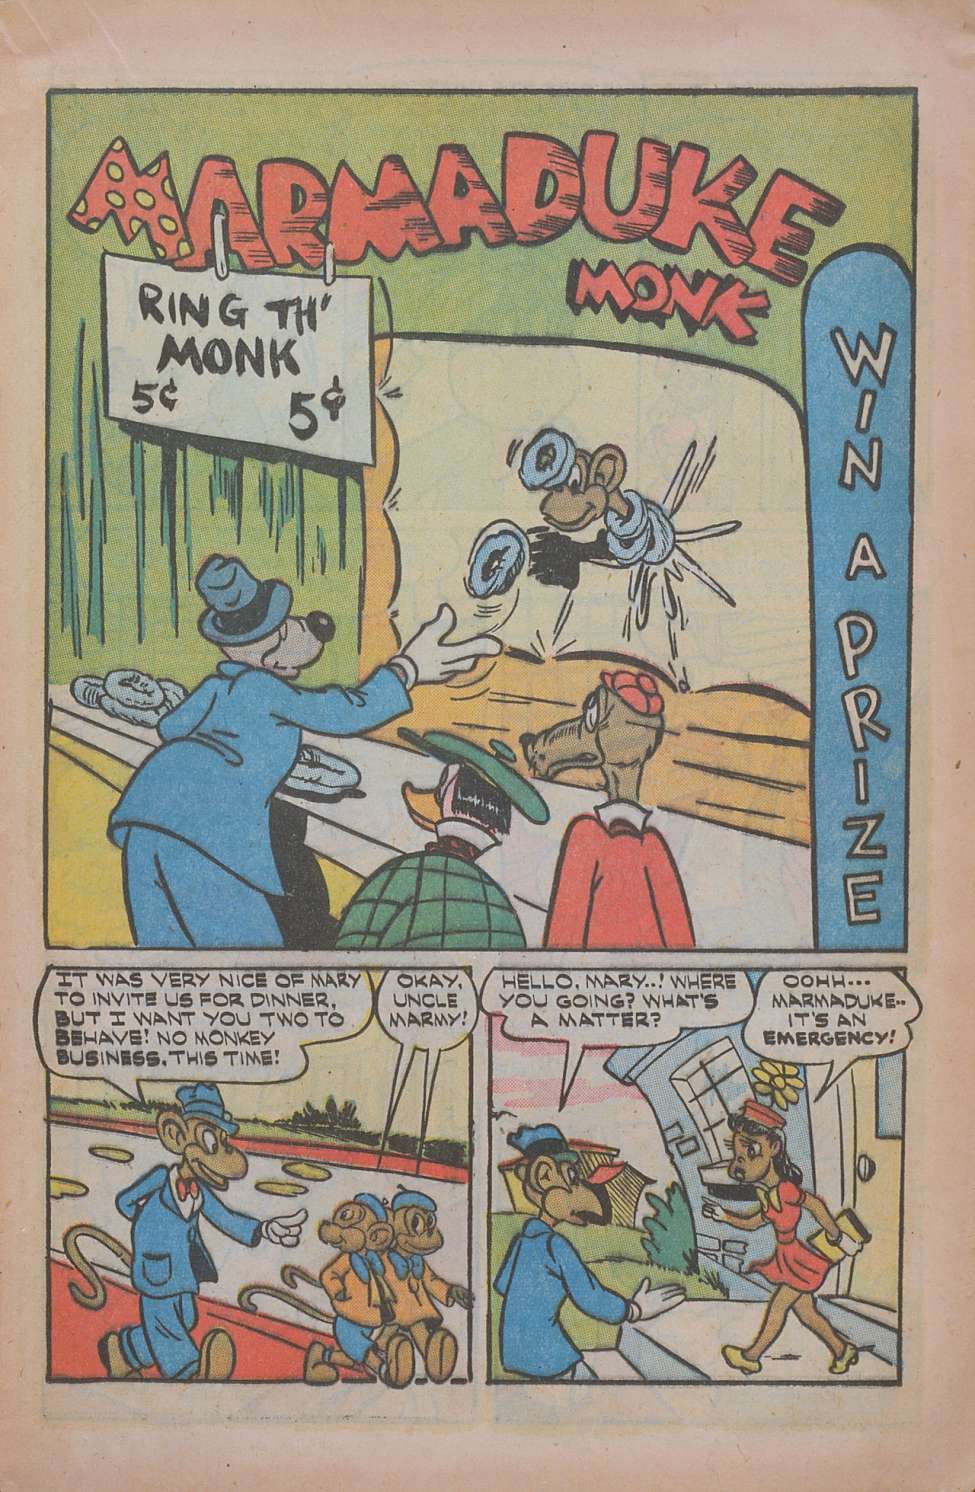 MARMADUKE
MONK
RING TH'
MONK
5¢ 5¢
WIN A PRIZE
IT WAS VERY NICE OF MARY
TO INVITE US FOR DINNER,
BUT I WANT YOU TWO TO
BEHAVE! NO MONKEY
BUSINESS, THIS TIME!
OKAY,
UNCLE
MARMY!
HELLO, MARY..! WHERE
YOU GOING? WHAT'S
A MATTER?
OOHH---
MARMADUKE--
IT'S AN
EMERGENCY!